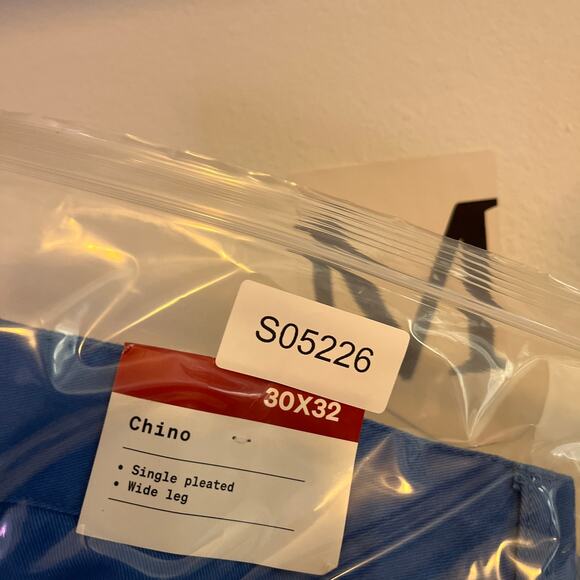 S05226
30X32
Chino
• Single pleated
• Wide leg